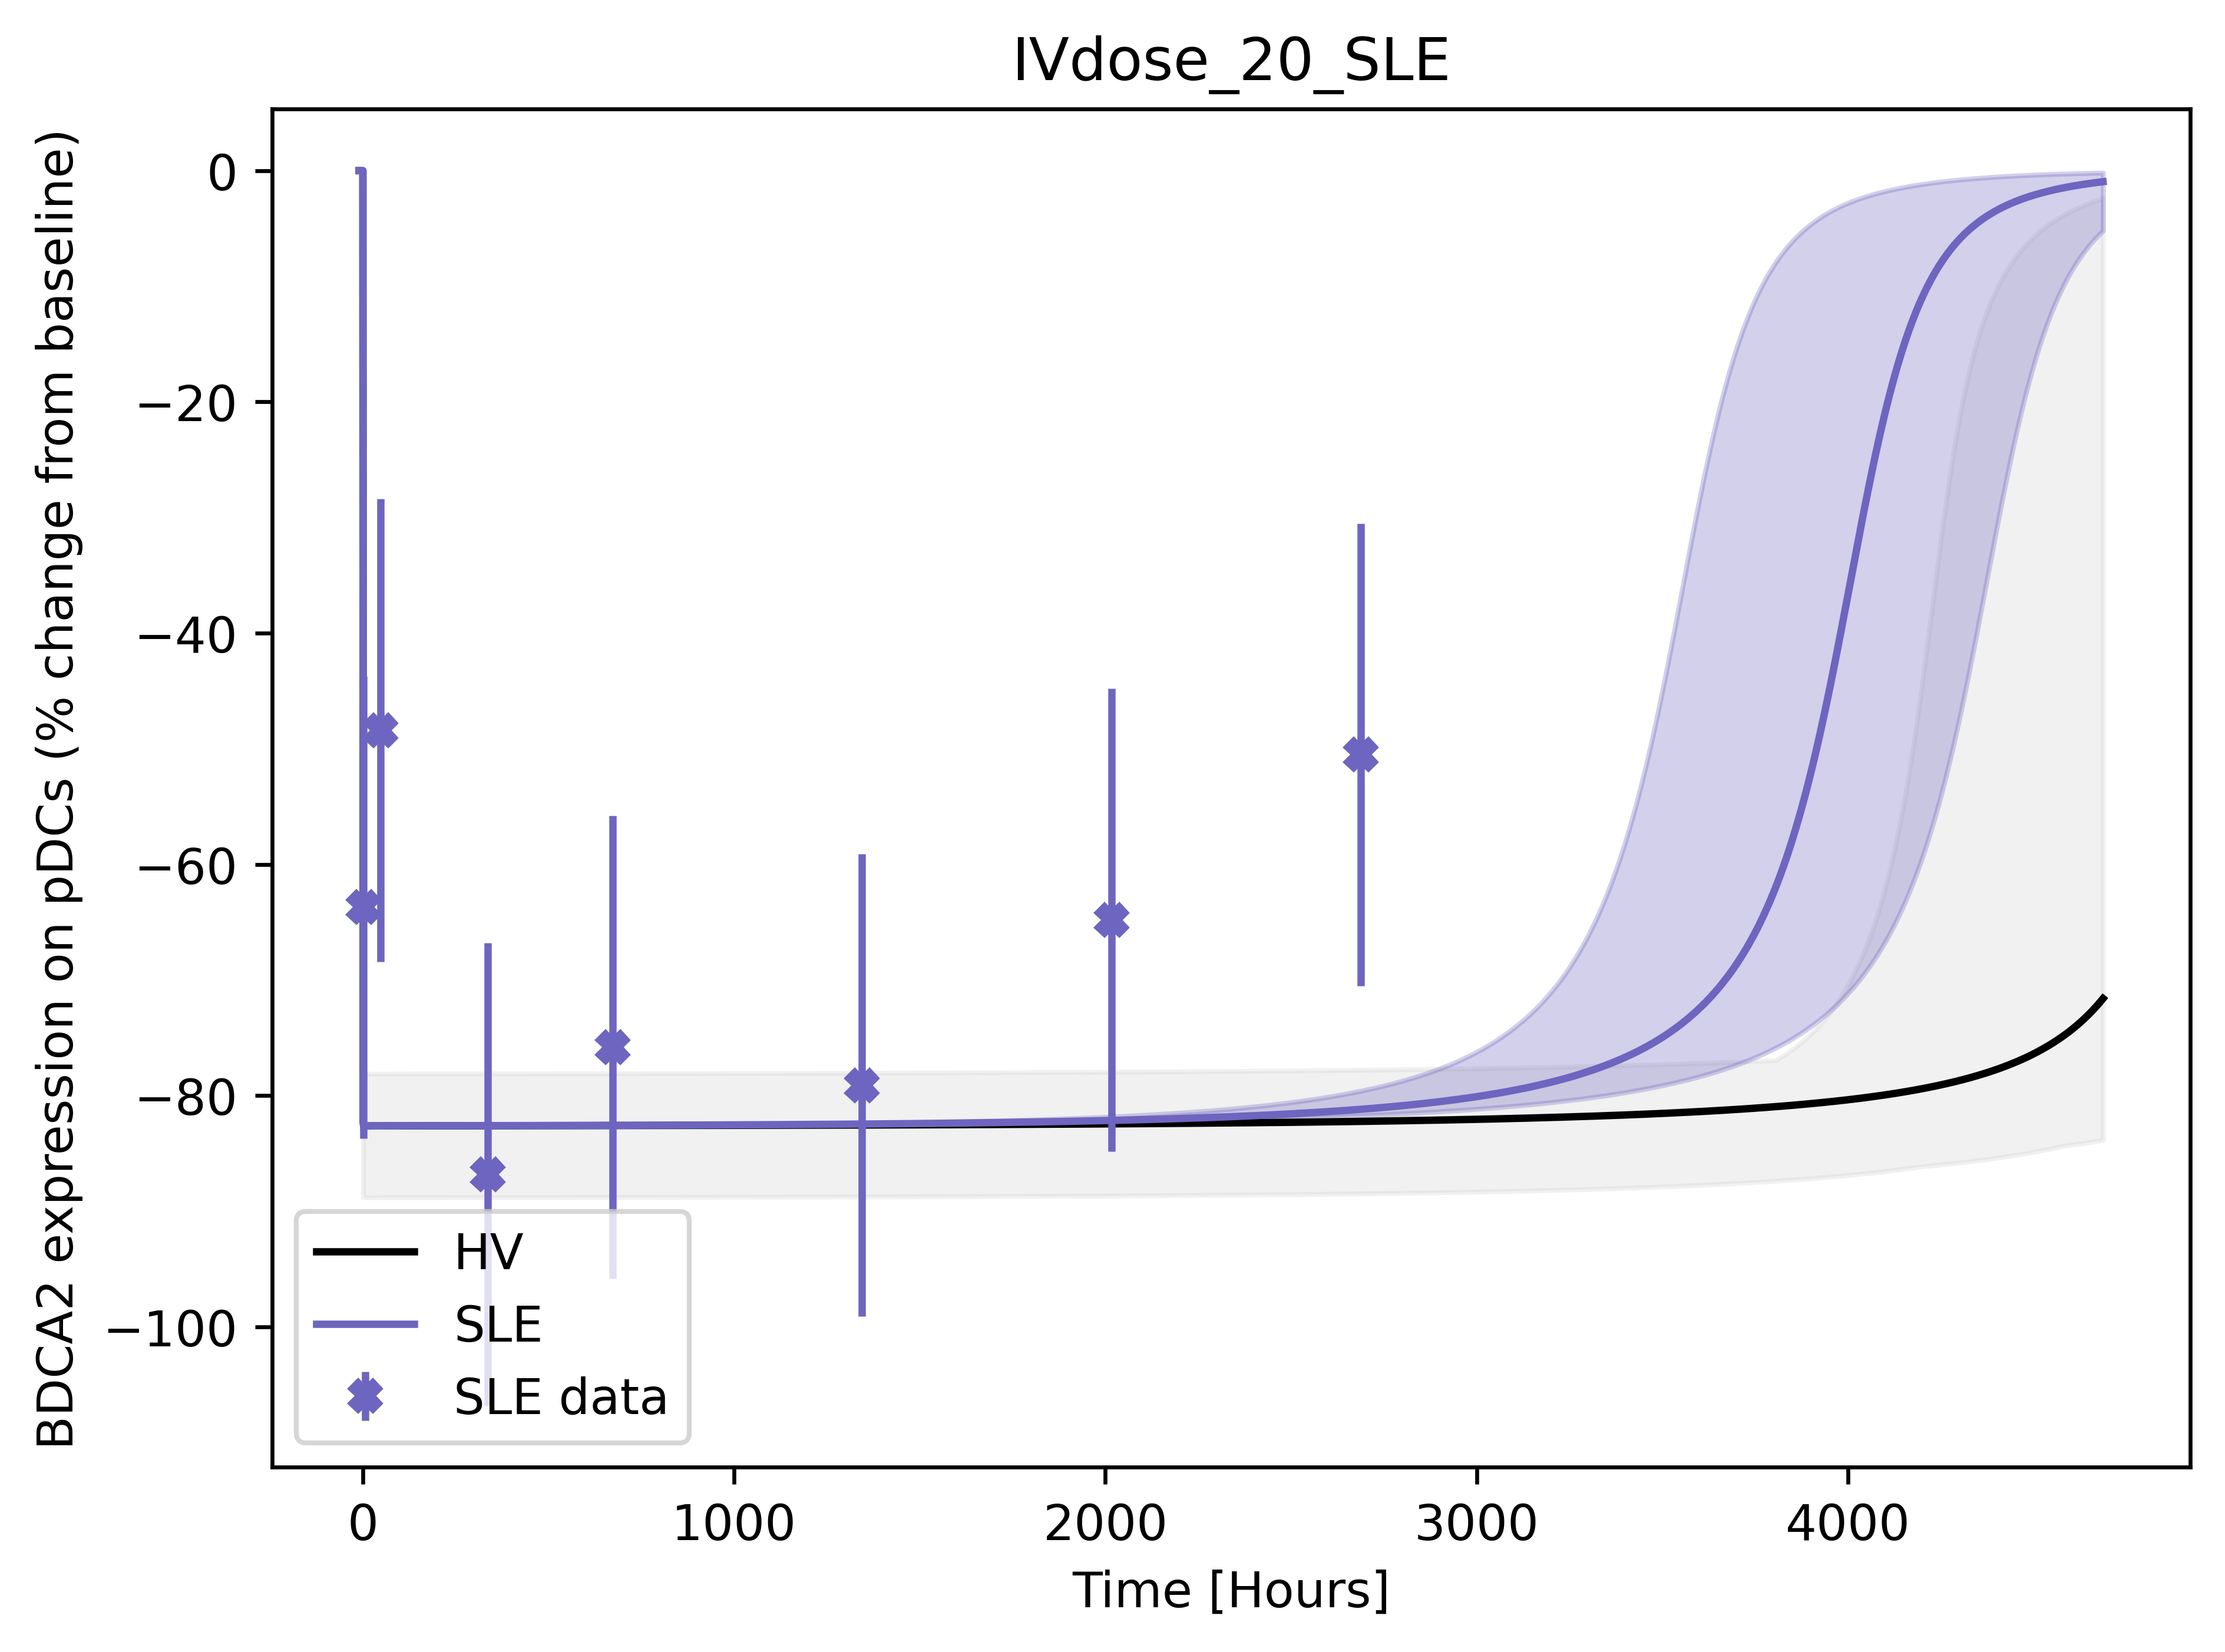 IVdose_20_SLE
BDCA2 expression on pDCs (% change from baseline)
0
−20
−40
−60
−80
−100
HV
SLE
SLE data
0
1000
2000
3000
4000
Time [Hours]